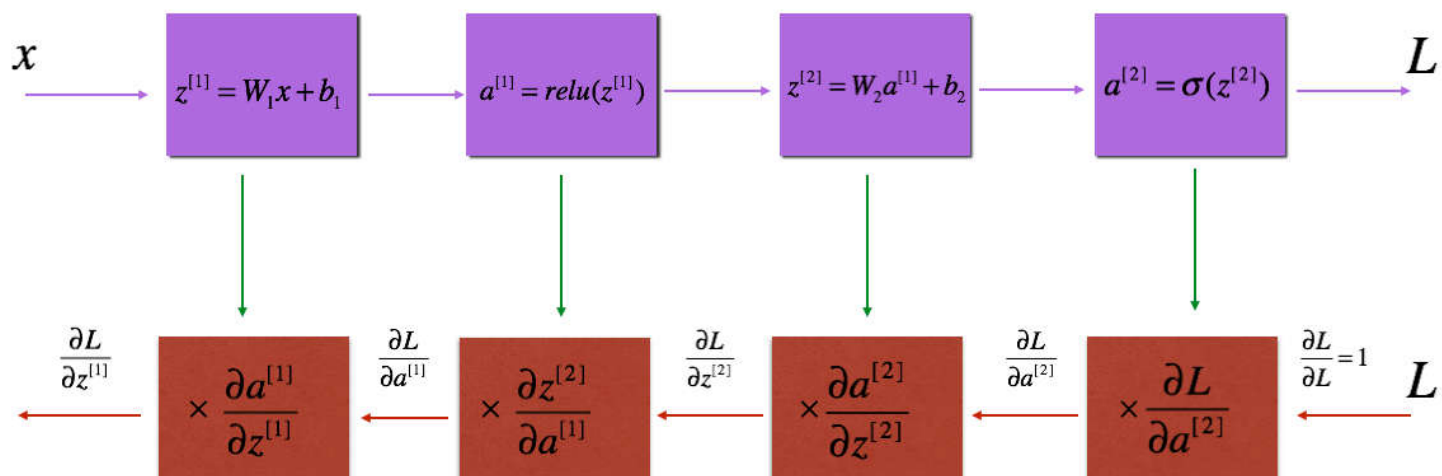 x
z^{[1]} = W_1x + b_1
a^{[1]} = relu(z^{[1]})
z^{[2]} = W_2a^{[1]} + b_2
a^{[2]} = σ(z^{[2]})
L
∂L/∂z^{[1]}
× ∂a^{[1]}/∂z^{[1]}
∂L/∂a^{[1]}
× ∂z^{[2]}/∂a^{[1]}
∂L/∂z^{[2]}
× ∂a^{[2]}/∂z^{[2]}
∂L/∂a^{[2]}
× ∂L/∂a^{[2]}
∂L/∂L = 1
L